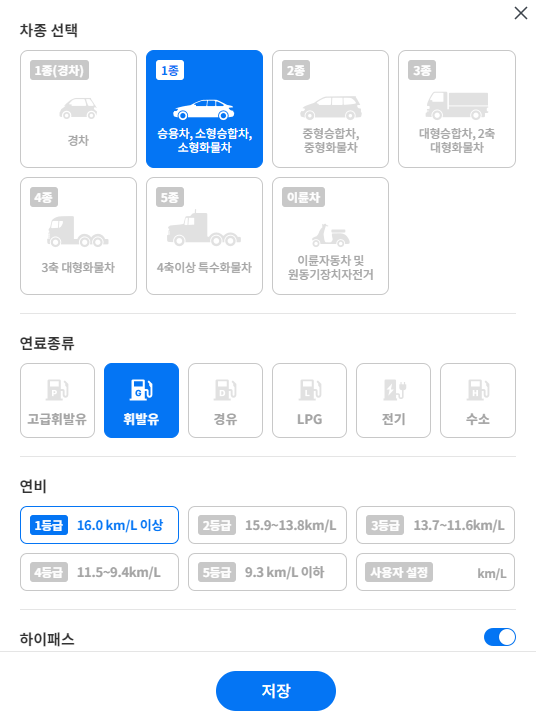 차종 선택
1종(경차)
경차
1종
승용차, 소형승합차,
소형화물차
2종
중형승합차,
중형화물차
3종
대형승합차, 2축
대형화물차
4종
3축 대형화물차
5종
4축이상 특수화물차
이륜차
이륜자동차 및
원동기장치자전거
연료종류
P
고급휘발유
G
휘발유
D
경유
L
LPG
전기
H
수소
연비
1등급 16.0 km/L 이상
2등급 15.9~13.8km/L
3등급 13.7~11.6km/L
4등급 11.5~9.4km/L
5등급 9.3 km/L 이하
사용자 설정 km/L
하이패스
저장